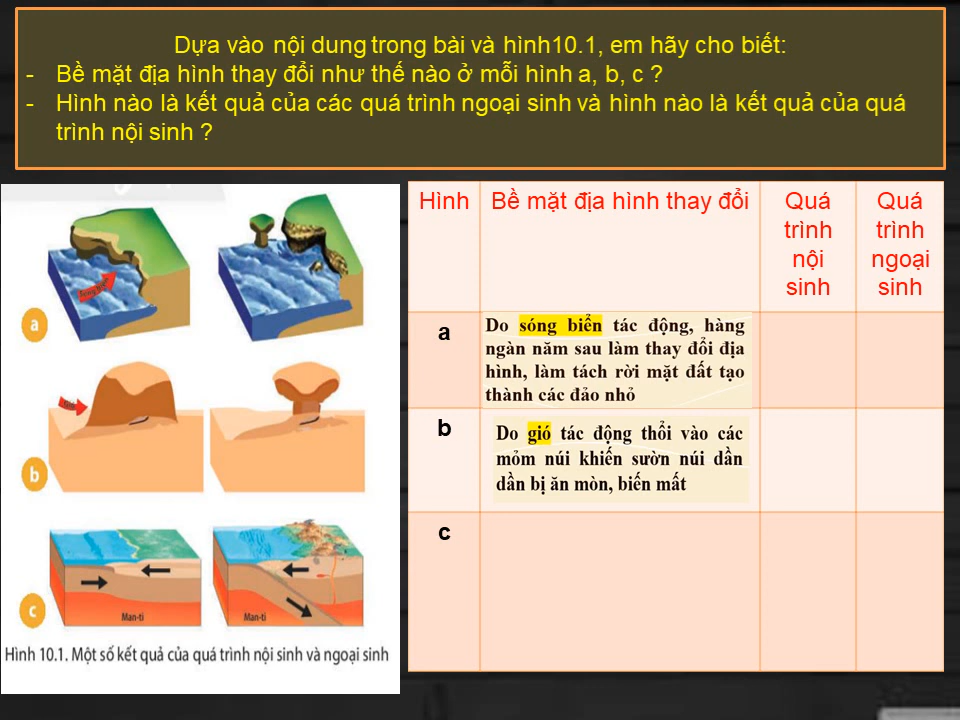 Dựa vào nội dung trong bài và hình10.1, em hãy cho biết:
- Bề mặt địa hình thay đổi như thế nào ở mỗi hình a, b, c ?
- Hình nào là kết quả của các quá trình ngoại sinh và hình nào là kết quả của quá
trình nội sinh ?
a
b
c
Man-ti
Man-ti
Hình 10.1. Một số kết quả của quá trình nội sinh và ngoại sinh
Hình
Bề mặt địa hình thay đổi
Quá
trình
nội
sinh
Quá
trình
ngoại
sinh
a
Do sóng biển tác động, hàng
ngàn năm sau làm thay đổi địa
hình, làm tách rời mặt đất tạo
thành các đảo nhỏ
b
Do gió tác động thổi vào các
mỏm núi khiến sườn núi dần
dần bị ăn mòn, biến mất
c